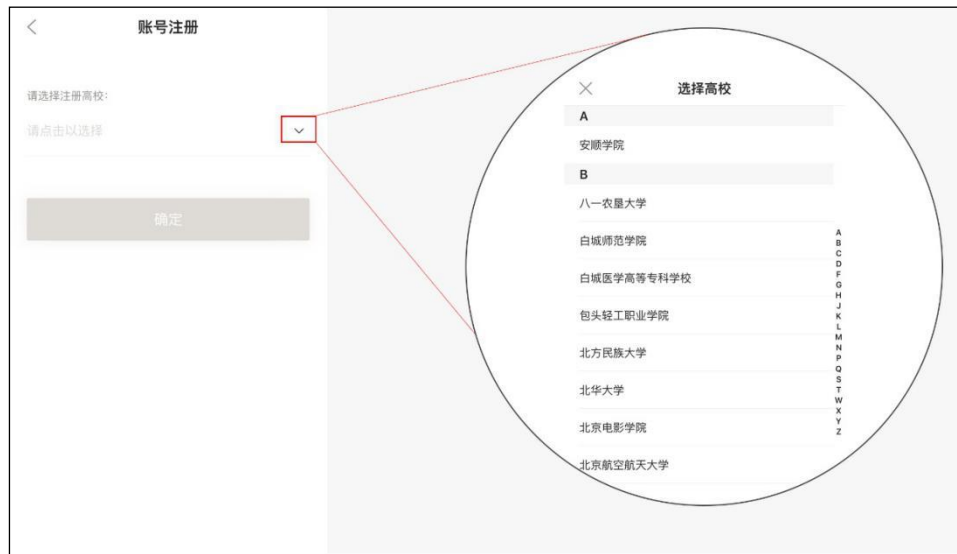 账号注册
请选择注册高校:
请点击以选择
确定
选择高校
A
安顺学院
B
八一农垦大学
白城师范学院
白城医学高等专科学校
包头轻工职业学院
北方民族大学
北华大学
北京电影学院
北京航空航天大学
A
B
C
D
F
G
H
J
K
L
M
N
P
Q
S
T
W
X
Y
Z